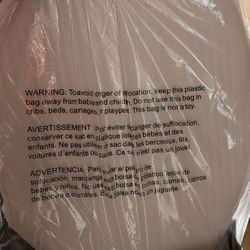 WARNING: Toavoid danger of suffocation, keep this plastic
bag away from babies and children. Do not use this bag in
cribs, beds, carriages, or playpens. This bag is not a toy.
AVERTISSEMENT: Pour éviter le danger de suffocation,
conserver ce sac en plastique loin des bébés et des
enfants. Ne pas utiliser ce sac dans les berceaux, les
voitures d'enfants ou parcs. Ce sac n'est pas un jouet.
ADVERTENCIA: Para evitar el peligro de
sofocación, mantenga esta bolsa de plástico lejos de
bebés y niños. No use esta bolsa en cunas, camas, carros
de bebés o corrales. Esta bolsa no es un juguete.